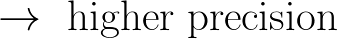 → higher precision